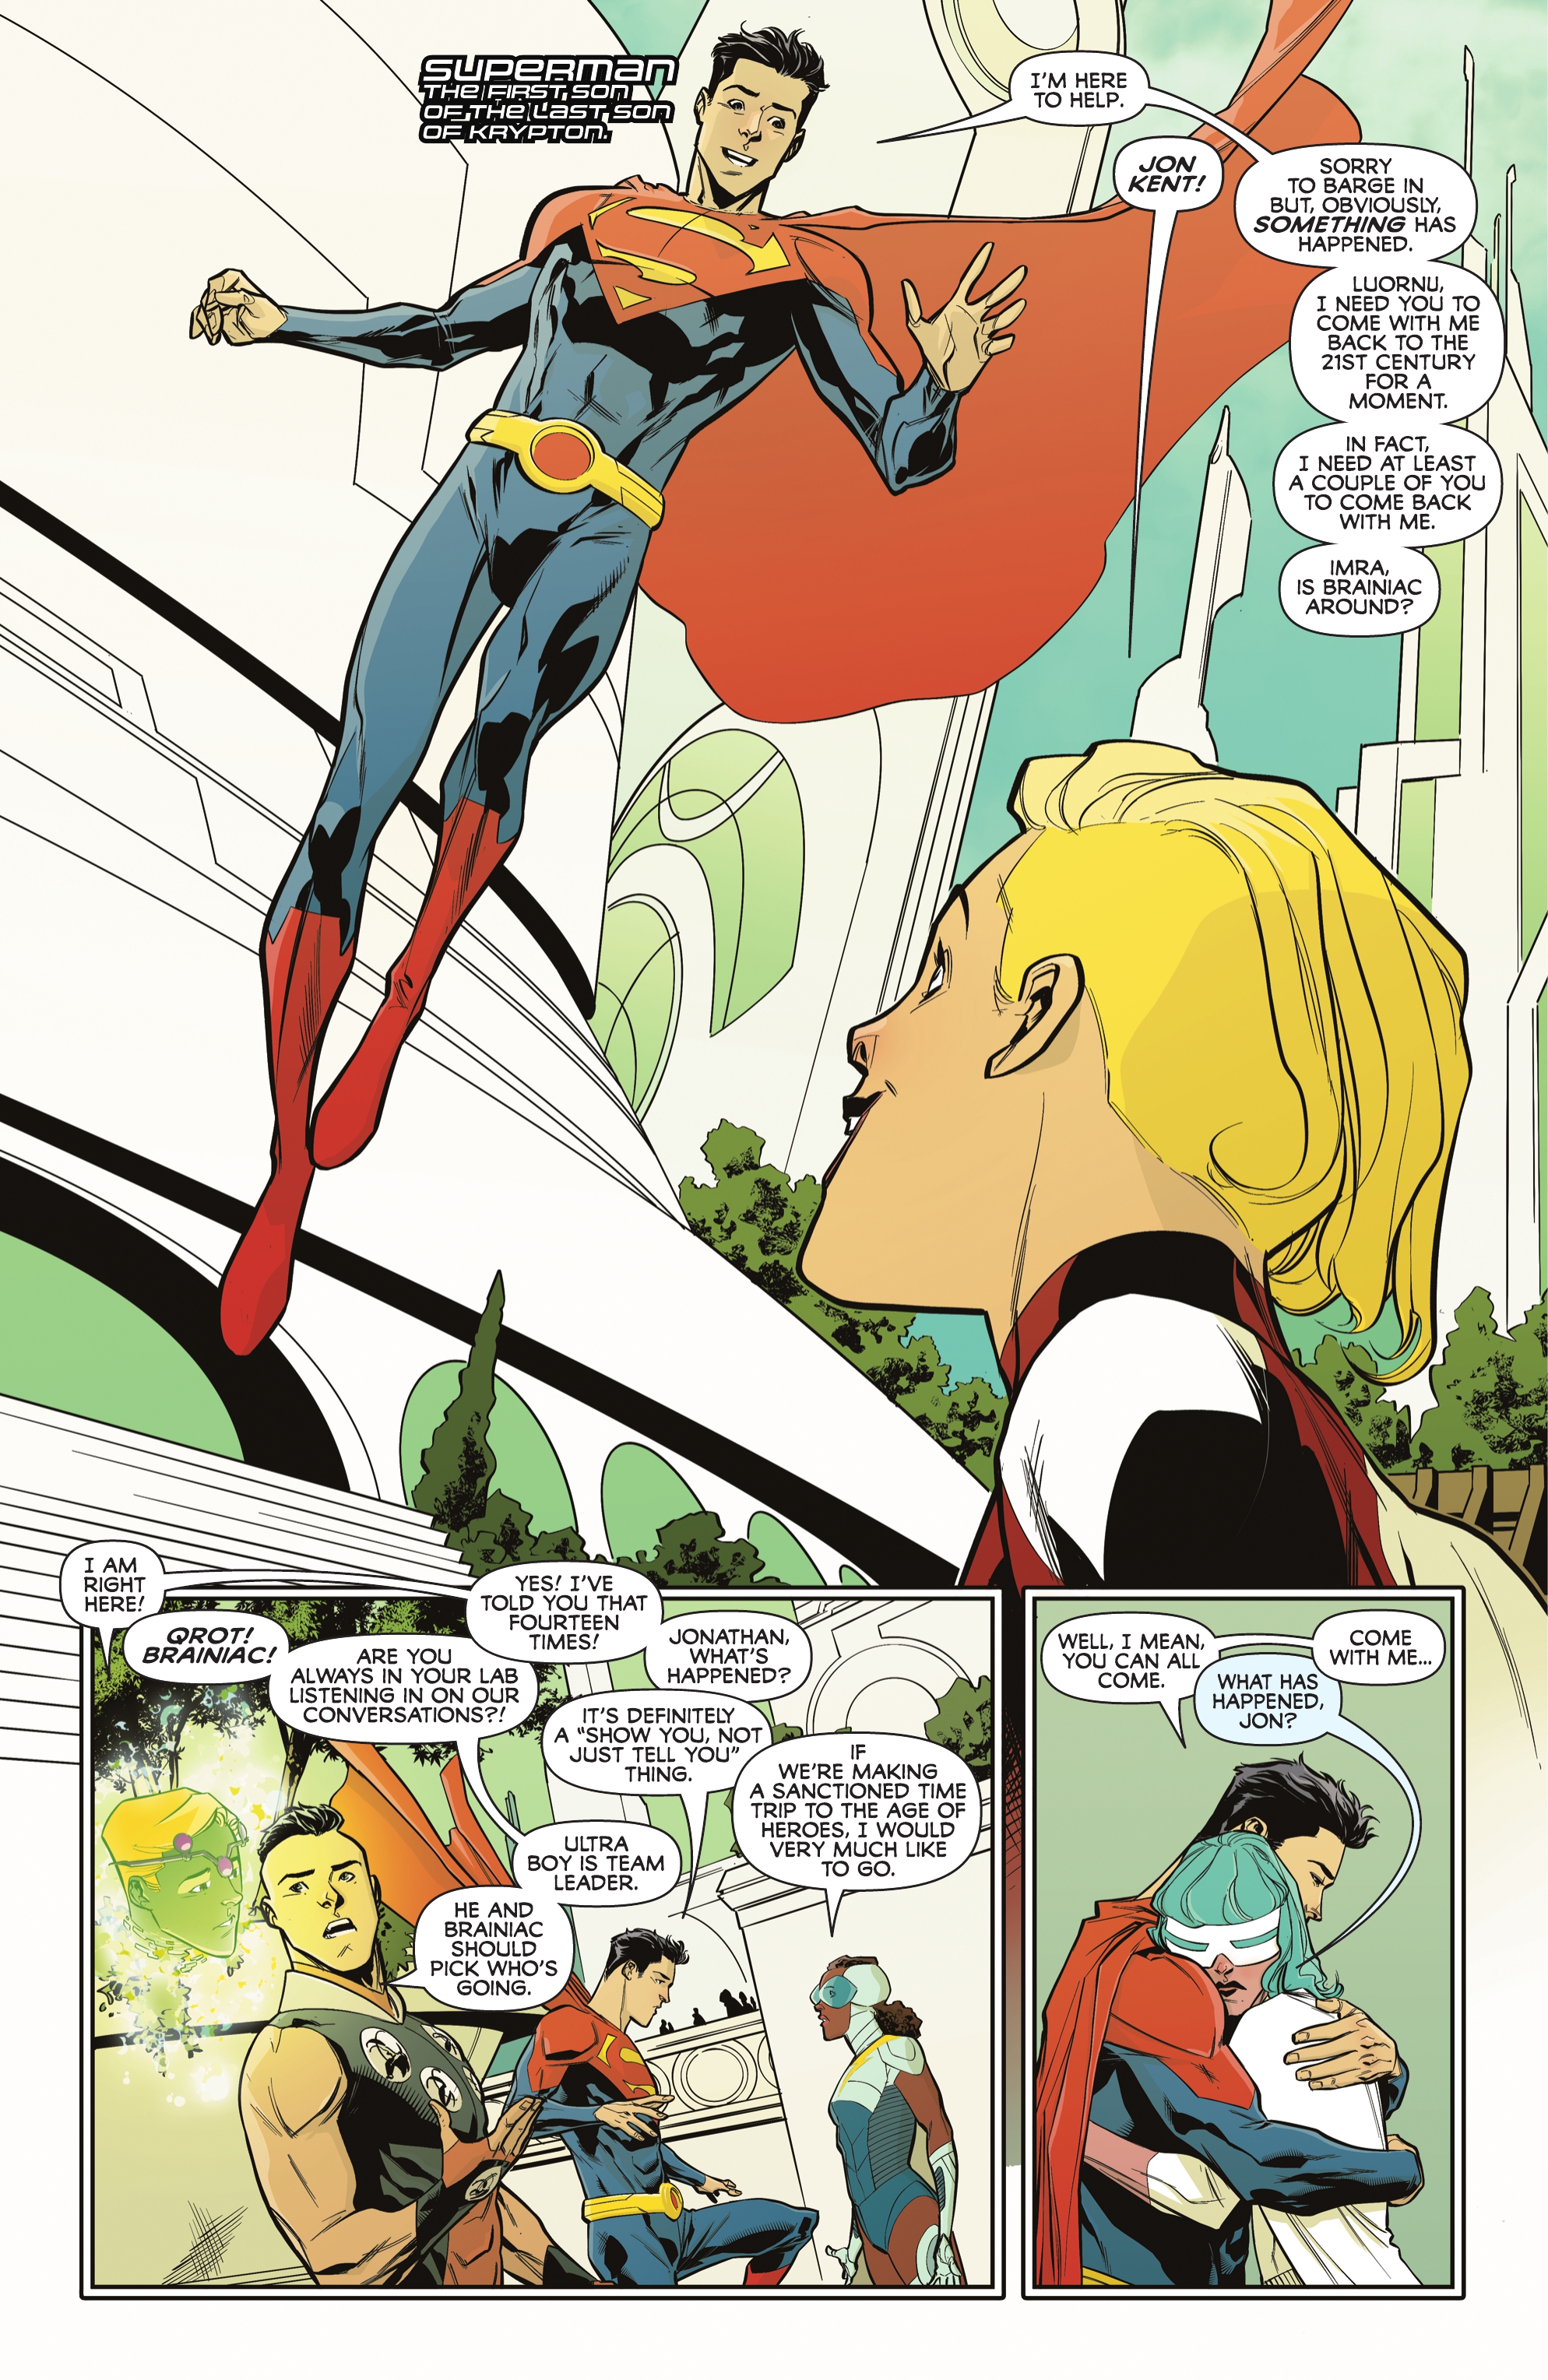 SUPERMAN
THE FIRST SON
OF THE LAST SON
OF KRYPTON.
I'M HERE
TO HELP.
JON
KENT!
SORRY
TO BARGE IN
BUT, OBVIOUSLY,
SOMETHING HAS
HAPPENED.
LUORNU,
I NEED YOU TO
COME WITH ME
BACK TO THE
21ST CENTURY
FOR A
MOMENT.
IN FACT,
I NEED AT LEAST
A COUPLE OF YOU
TO COME BACK
WITH ME.
IMRA,
IS BRAINIAC
AROUND?
I AM
RIGHT
HERE!
QROT!
BRAINIAC!
ARE YOU
ALWAYS IN YOUR LAB
LISTENING IN ON OUR
CONVERSATIONS?!
YES! I'VE
TOLD YOU THAT
FOURTEEN
TIMES!
JONATHAN,
WHAT'S
HAPPENED?
IT'S DEFINITELY
A "SHOW YOU, NOT
JUST TELL YOU"
THING.
ULTRA
BOY IS TEAM
LEADER.
HE AND
BRAINIAC
SHOULD
PICK WHO'S
GOING.
IF
WE'RE MAKING
A SANCTIONED TIME
TRIP TO THE AGE OF
HEROES, I WOULD
VERY MUCH LIKE
TO GO.
WELL, I MEAN,
YOU CAN ALL
COME.
WHAT HAS
HAPPENED,
JON?
COME
WITH ME...